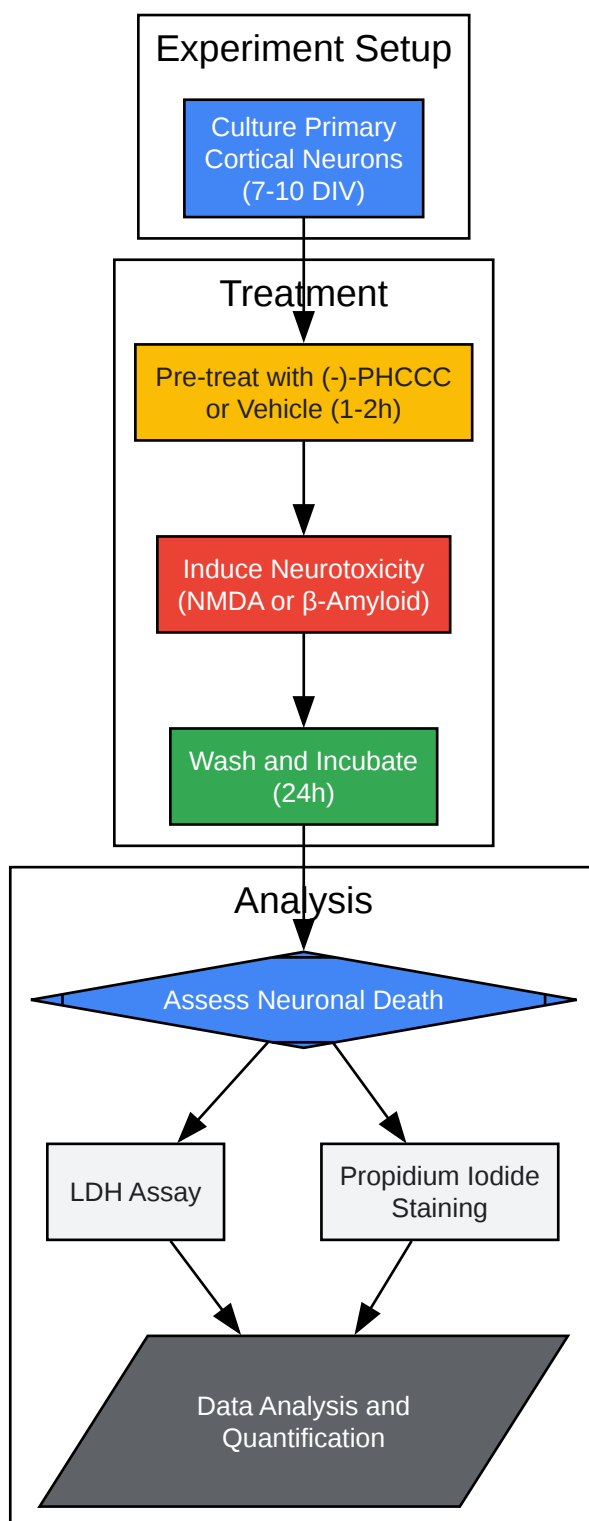 Experiment Setup
Culture Primary
Cortical Neurons
(7-10 DIV)
Treatment
Pre-treat with (-)-PHCCC
or Vehicle (1-2h)
Induce Neurotoxicity
(NMDA or β-Amyloid)
Wash and Incubate
(24h)
Analysis
Assess Neuronal Death
LDH Assay
Propidium Iodide
Staining
Data Analysis and
Quantification